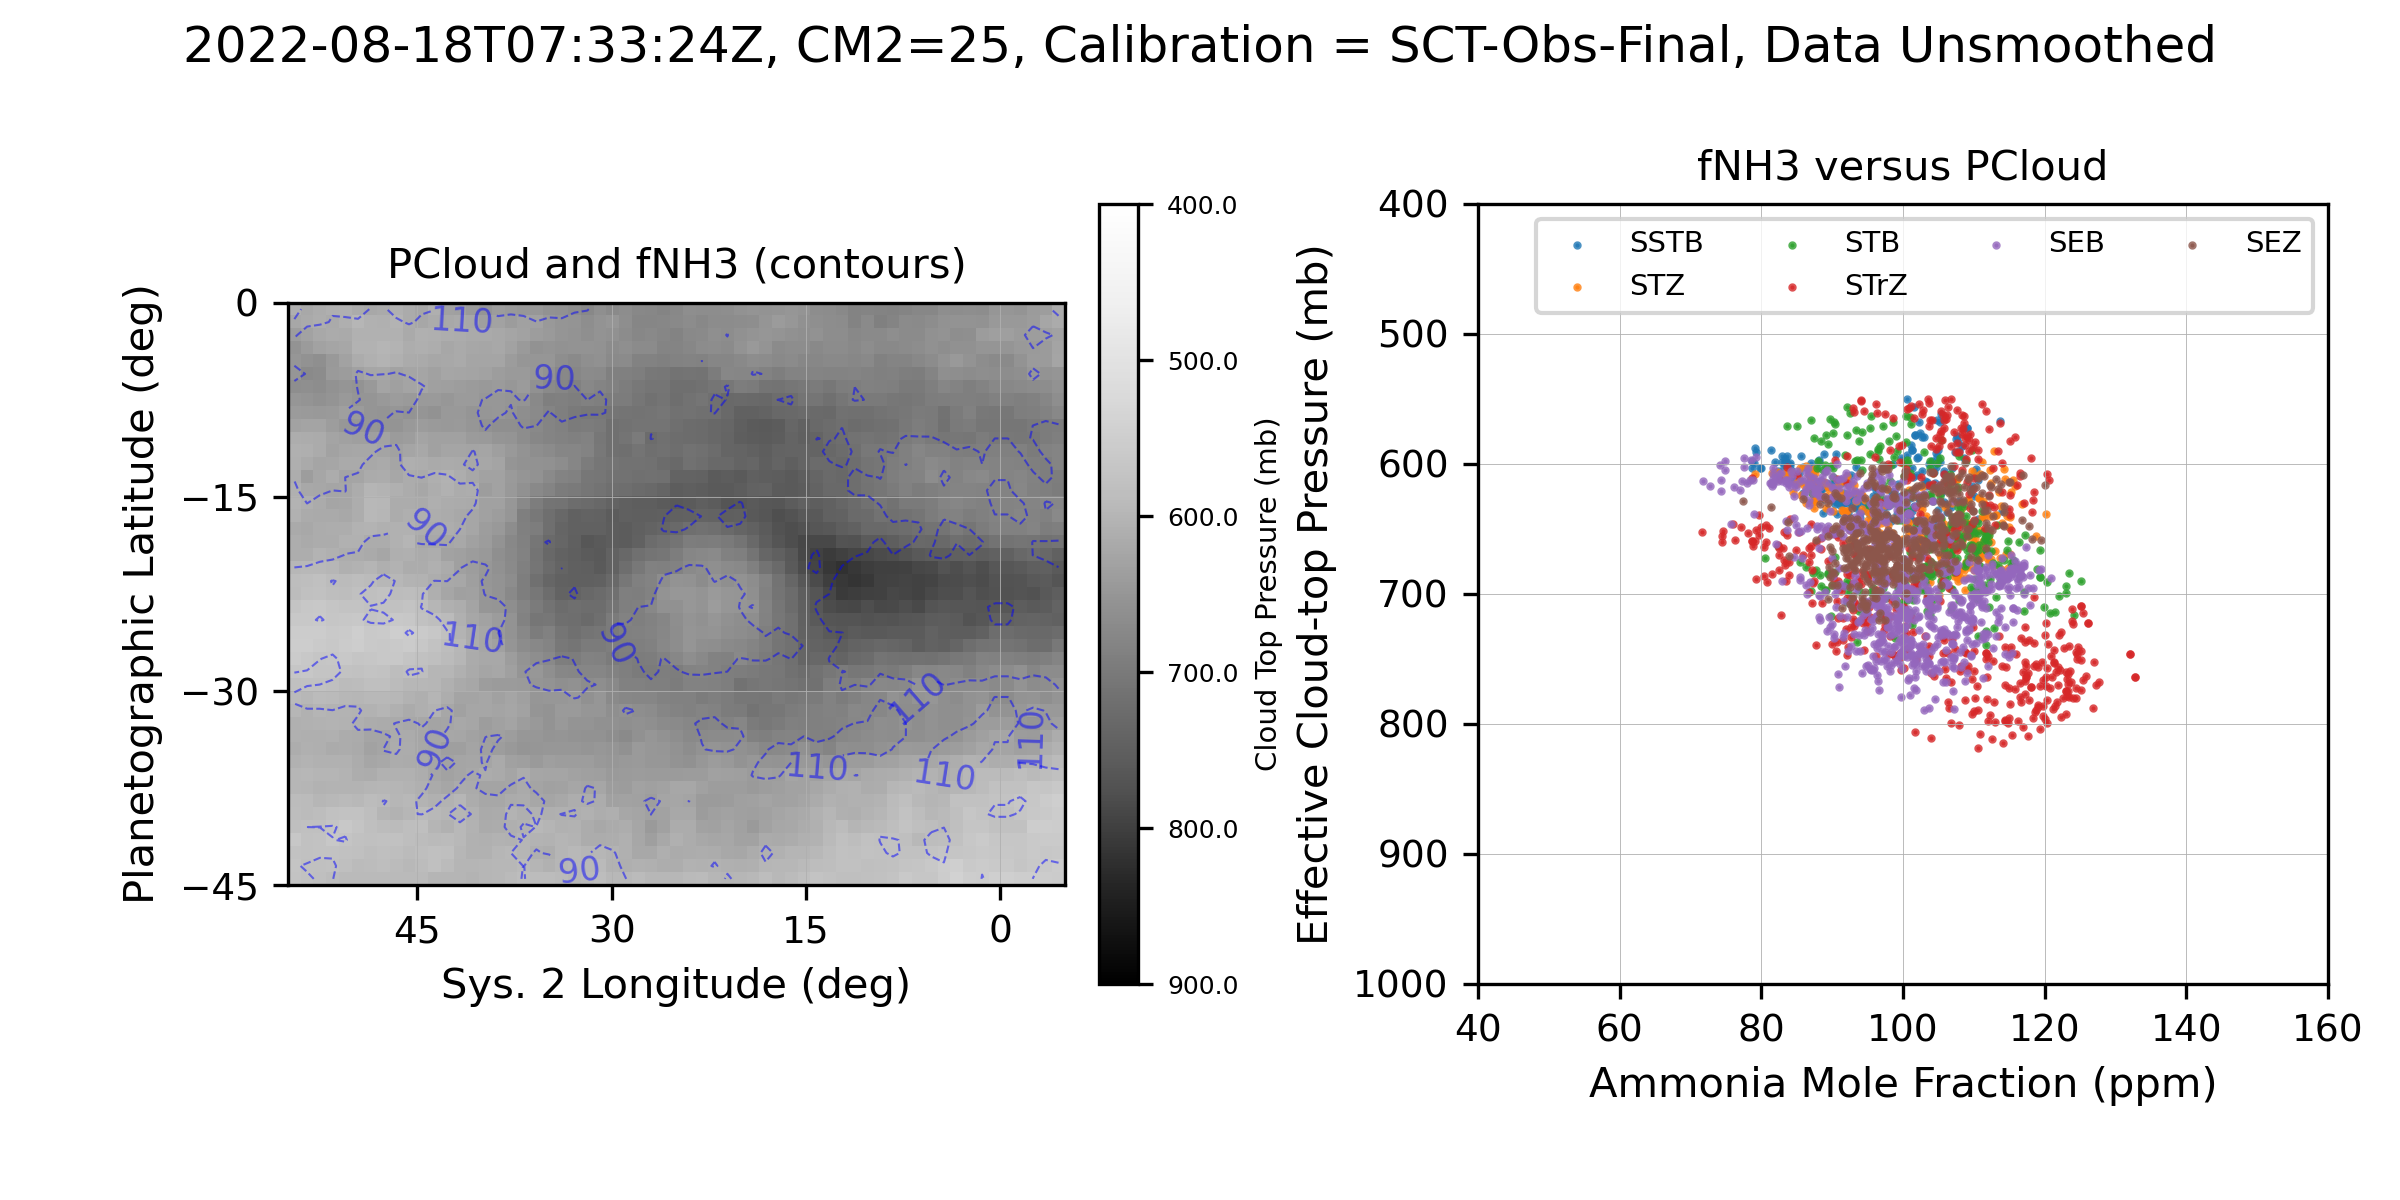 2022-08-18T07:33:24Z, CM2=25, Calibration = SCT-Obs-Final, Data Unsmoothed
PCloud and fNH3 (contours)
Planetographic Latitude (deg)
0
−15
−30
−45
45
30
15
0
Sys. 2 Longitude (deg)
110
90
90
90
110
90
110
90
110
110
110
90
400.0
500.0
600.0
700.0
800.0
900.0
Cloud Top Pressure (mb)
fNH3 versus PCloud
Effective Cloud-top Pressure (mb)
400
500
600
700
800
900
1000
SSTB
STB
SEB
SEZ
STZ
STrZ
40
60
80
100
120
140
160
Ammonia Mole Fraction (ppm)